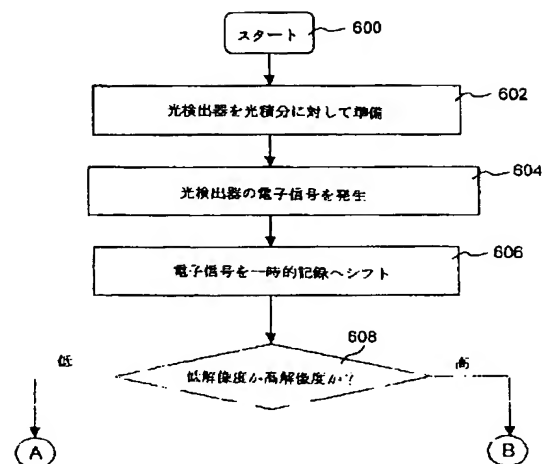 スタート
600
光検出器を光積分に対して準備
602
光検出器の電子信号を発生
604
電子信号を一時的記録へシフト
606
608
低
低解像度か高解像度か？
高
A
B